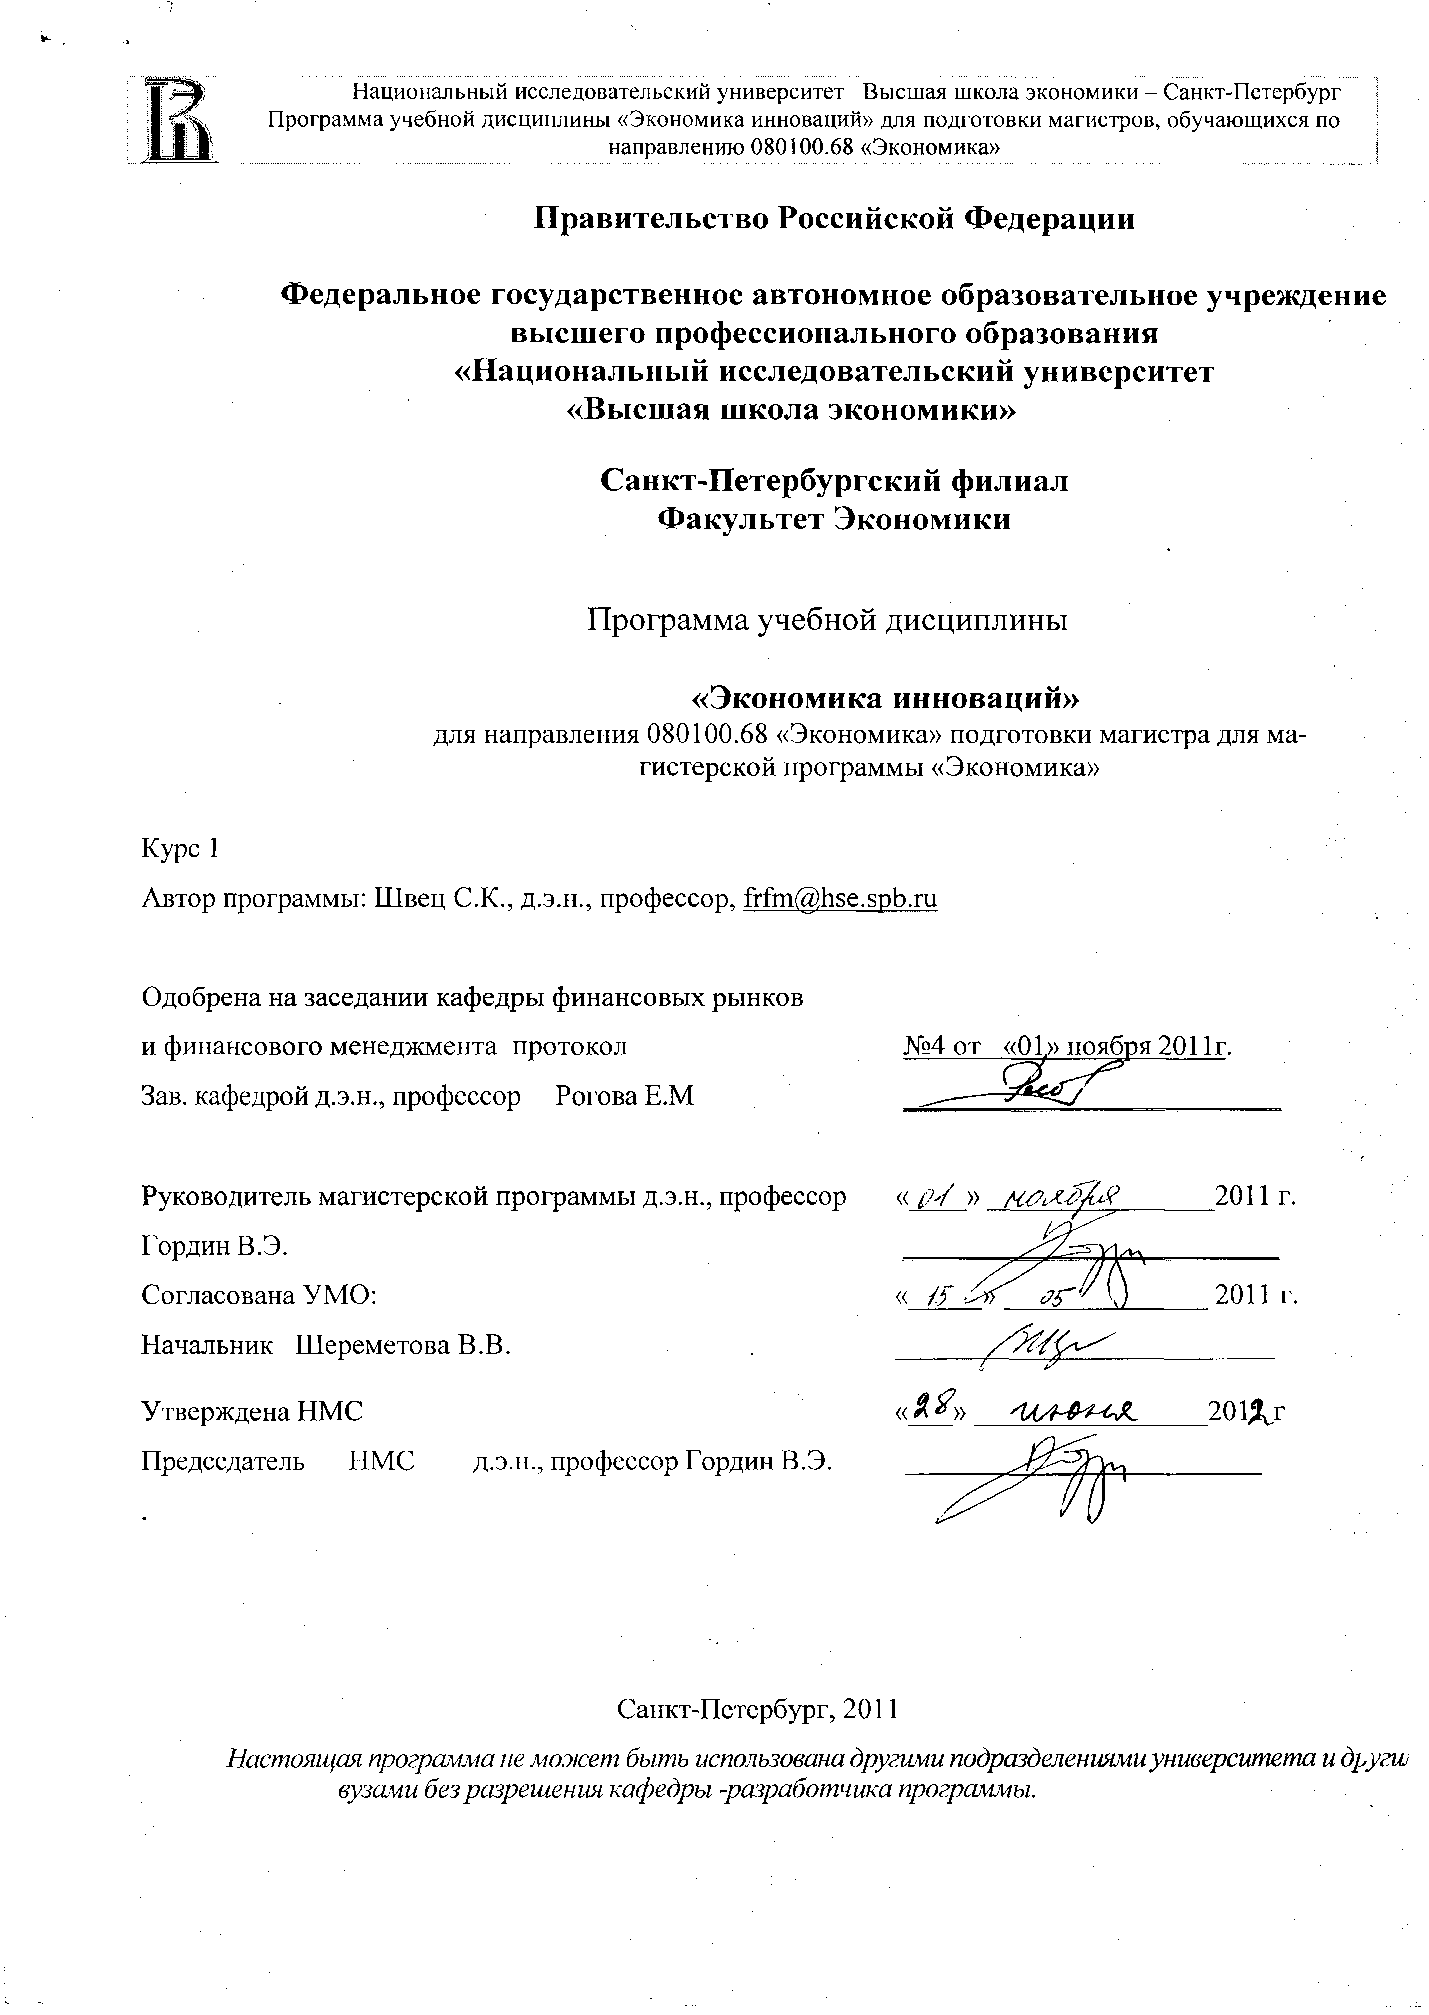 Национальный исследовательский университет Высшая школа экономики – Санкт-Петербург
Программа учебной дисциплины «Экономика инноваций» для подготовки магистров, обучающихся по
направлению 080100.68 «Экономика»
Правительство Российской Федерации
Федеральное государственное автономное образовательное учреждение
высшего профессионального образования
«Национальный исследовательский университет
«Высшая школа экономики»
Санкт-Петербургский филиал
Факультет Экономики
Программа учебной дисциплины
«Экономика инноваций»
для направления 080100.68 «Экономика» подготовки магистра для ма-
гистерской программы «Экономика»
Курс 1
Автор программы: Швец С.К., д.э.н., профессор, frfm@hse.spb.ru
Одобрена на заседании кафедры финансовых рынков
и финансового менеджмента протокол №4 от «01» ноября 2011г.
Зав. кафедрой д.э.н., профессор Рогова Е.М
Руководитель магистерской программы д.э.н., профессор «01» ноября 2011 г.
Гордин В.Э.
Согласована УМО: «15» 05 2011 г.
Начальник Шереметова В.В.
Утверждена НМС «28» июня 2012г
Председатель НМС д.э.н., профессор Гордин В.Э.
Санкт-Петербург, 2011
Настоящая программа не может быть использована другими подразделениями университета и други
вузами без разрешения кафедры -разработчика программы.